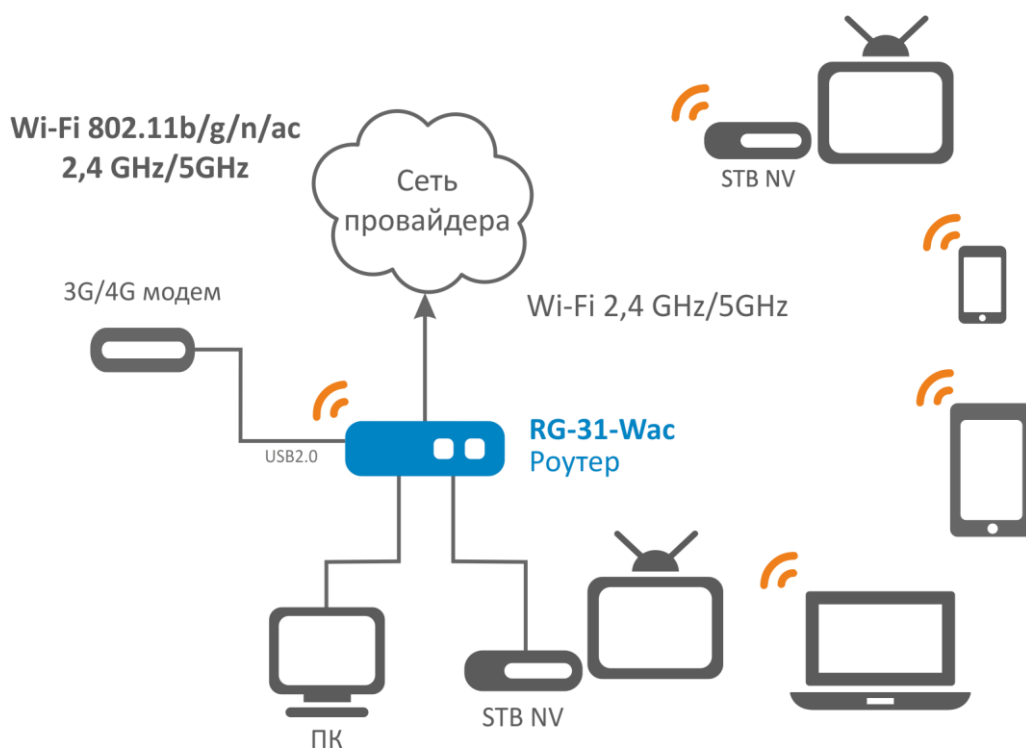 Wi-Fi 802.11b/g/n/ac
2,4 GHz/5GHz
Сеть
провайдера
STB NV
3G/4G модем
Wi-Fi 2,4 GHz/5GHz
USB2.0
RG-31-Wac
Роутер
ПК
STB NV